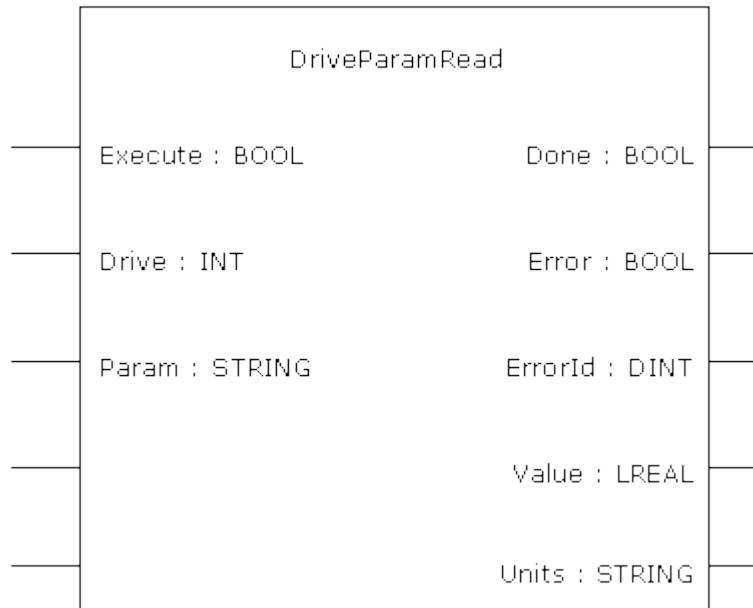 DriveParamRead
Execute : BOOL Done : BOOL
Drive : INT Error : BOOL
Param : STRING ErrorId : DINT
Value : LREAL
Units : STRING